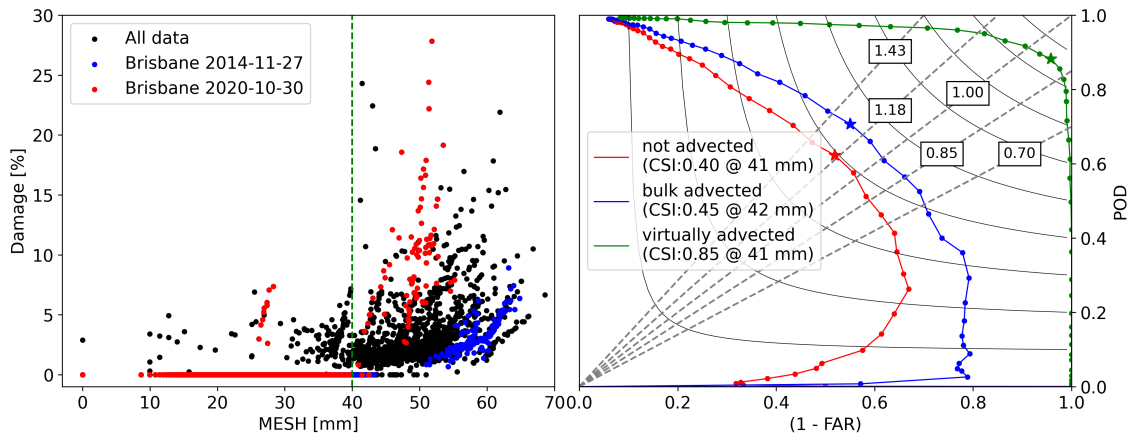 30
25
20
15
10
5
0
Damage [%]
All data
Brisbane 2014-11-27
Brisbane 2020-10-30
0
10
20
30
40
50
60
70
MESH [mm]
1.43
1.18
1.00
0.85
0.70
not advected
(CSI:0.40 @ 41 mm)
bulk advected
(CSI:0.45 @ 42 mm)
virtually advected
(CSI:0.85 @ 41 mm)
0.0
0.2
0.4
0.6
0.8
1.0
(1 - FAR)
1.0
0.8
0.6
0.4
0.2
0.0
POD